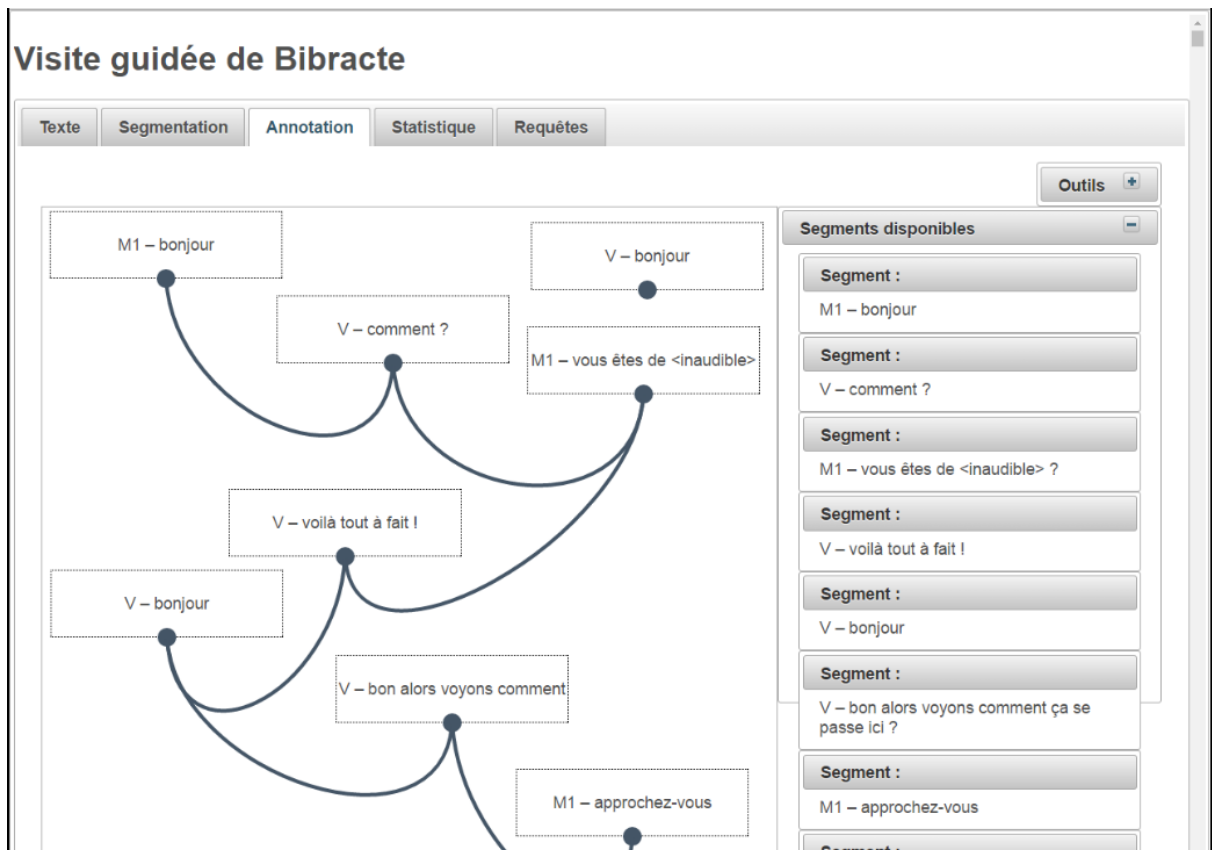 Visite guidée de Bibracte
Texte
Segmentation
Annotation
Statistique
Requêtes
Outils
M1 – bonjour
V – bonjour
V – comment ?
M1 – vous êtes de <inaudible>
V – voilà tout à fait !
V – bonjour
V – bon alors voyons comment
M1 – approchez-vous
Segments disponibles
Segment :
M1 – bonjour
Segment :
V – comment ?
Segment :
M1 – vous êtes de <inaudible> ?
Segment :
V – voilà tout à fait !
Segment :
V – bonjour
Segment :
V – bon alors voyons comment ça se
passe ici ?
Segment :
M1 – approchez-vous
Segment :